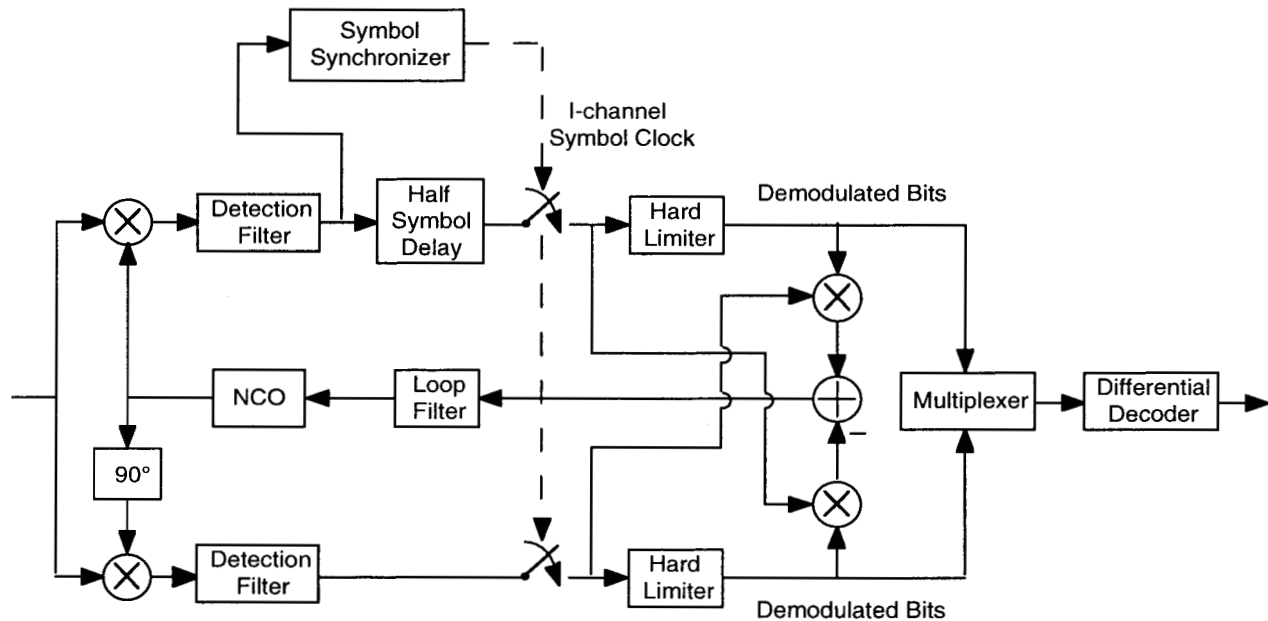 Symbol
Synchronizer
I-channel
Symbol Clock
Detection
Filter
Half
Symbol
Delay
Hard
Limiter
Demodulated Bits
NCO
Loop
Filter
Multiplexer
Differential
Decoder
90°
Detection
Filter
Hard
Limiter
Demodulated Bits